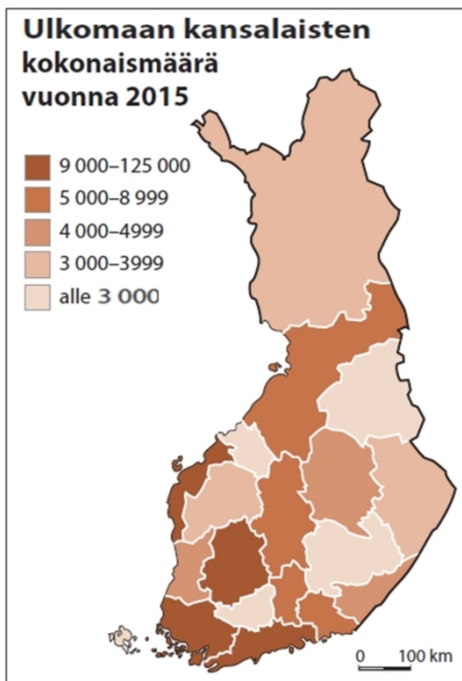 Ulkomaan kansalaisten
kokonaismäärä
vuonna 2015
9 000–125 000
5 000–8 999
4 000–4999
3 000–3999
alle 3 000
0 100 km